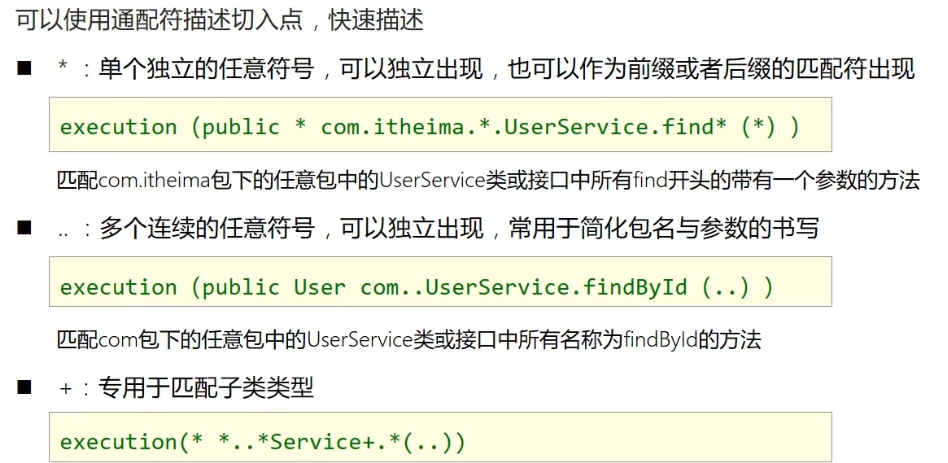 可以使用通配符描述切入点，快速描述
■ *：单个独立的任意符号，可以独立出现，也可以作为前缀或者后缀的匹配符出现
execution (public * com.itheima.*.UserService.find* (*) )
匹配com.itheima包下的任意包中的UserService类或接口中所有find开头的带有一个参数的方法
■ ..：多个连续的任意符号，可以独立出现，常用于简化包名与参数的书写
execution (public User com..UserService.findById (..) )
匹配com包下的任意包中的UserService类或接口中所有名称为findById的方法
■ +：专用于匹配子类类型
execution(* *..*Service+.*(..))